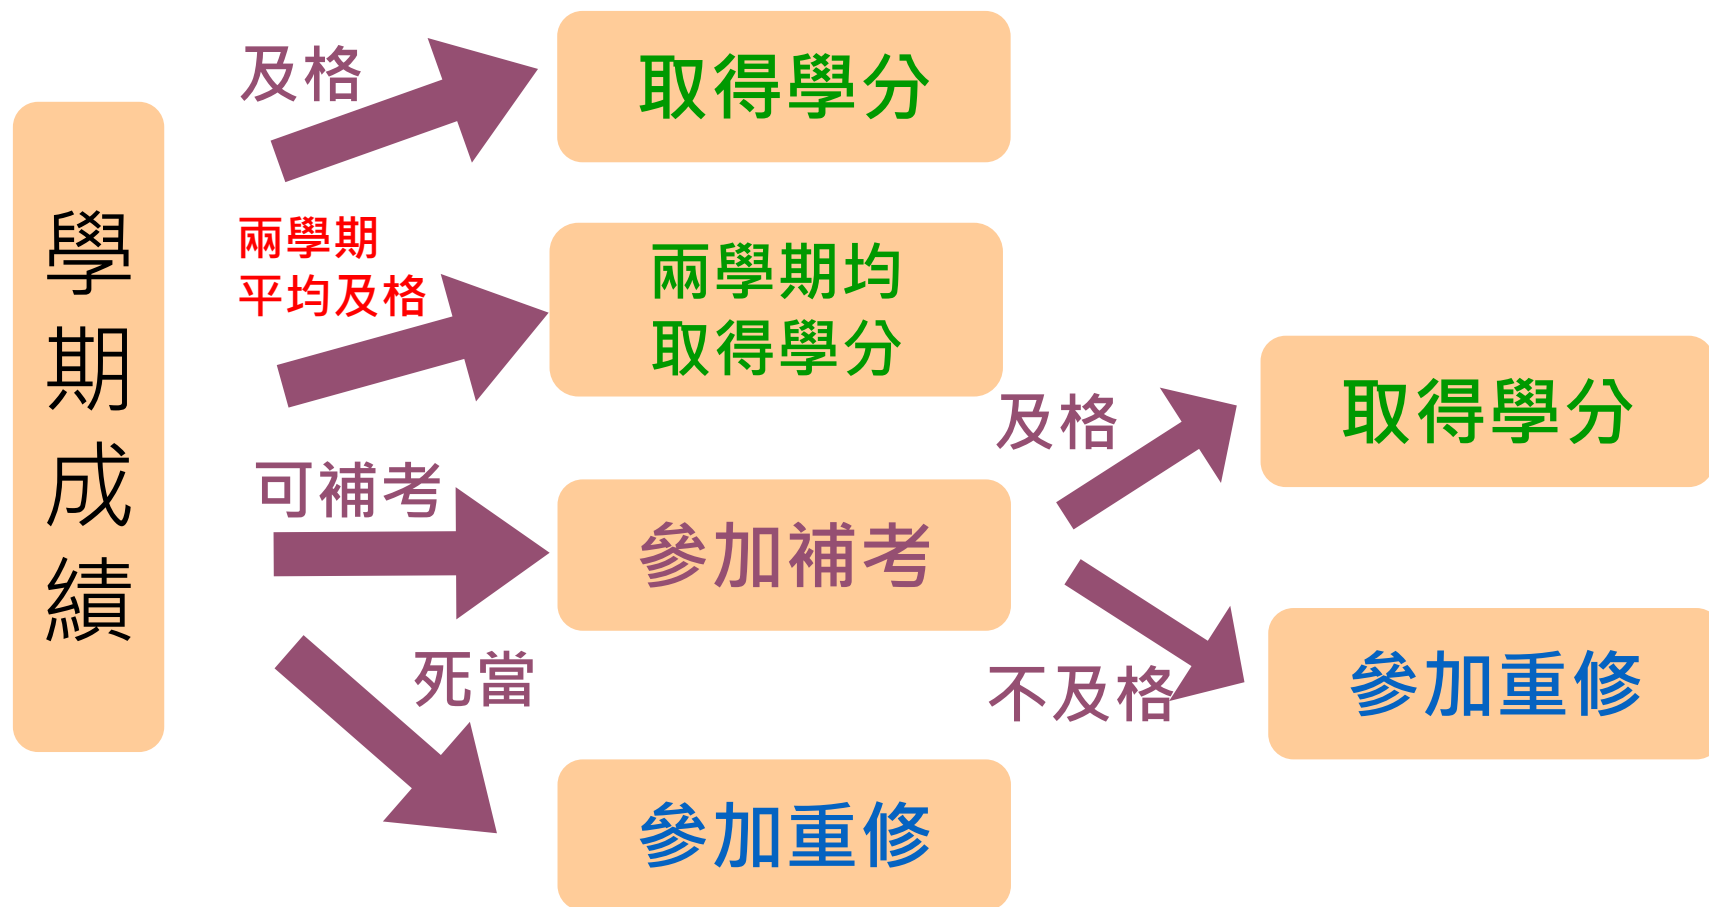 學期成績
及格
取得學分
兩學期
平均及格
兩學期均
取得學分
可補考
參加補考
及格
取得學分
不及格
參加重修
死當
參加重修